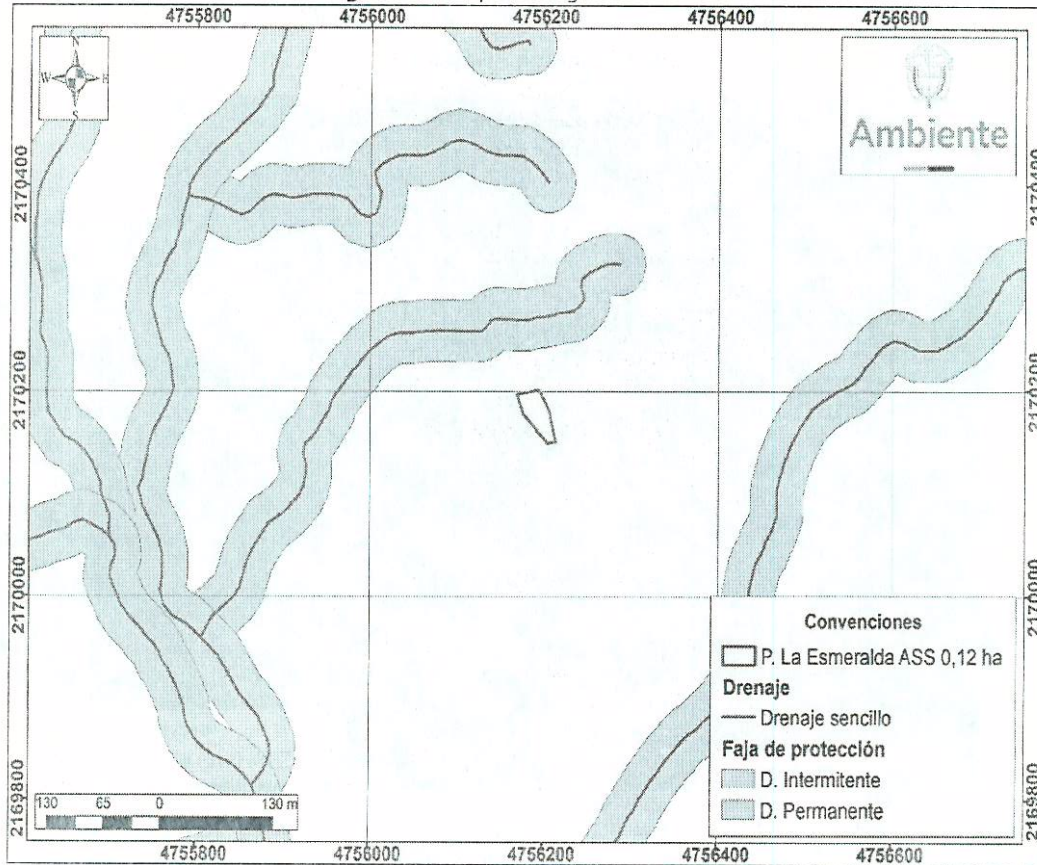 4755800 4756000 4756200 4756400 4756600
N
W E
S
Ambiente
2170400 2170400
2170200 2170200
2170000 2170000
2169800 2169800
Convenciones
P. La Esmeralda ASS 0,12 ha
Drenaje
Drenaje sencillo
Faja de protección
D. Intermitente
D. Permanente
130 65 0 130 m
4755800 4756000 4756200 4756400 4756600